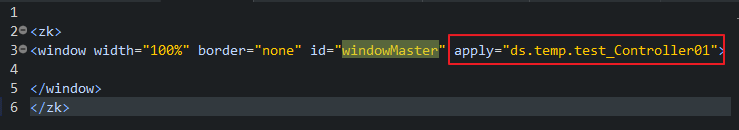 1
2 <zk>
3 <window width="100%" border="none" id="windowMaster" apply="ds.temp.test_Controller01">
4
5 </window>
6 </zk>